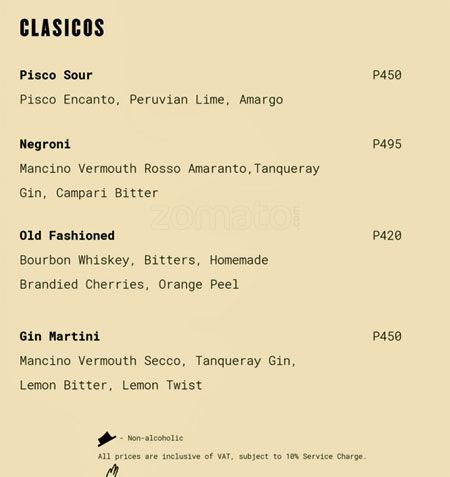 CLASICOS
Pisco Sour P450
Pisco Encanto, Peruvian Lime, Amargo
Negroni P495
Mancino Vermouth Rosso Amaranto,Tanqueray
Gin, Campari Bitter
zomato.com
Old Fashioned P420
Bourbon Whiskey, Bitters, Homemade
Brandied Cherries, Orange Peel
Gin Martini P450
Mancino Vermouth Secco, Tanqueray Gin,
Lemon Bitter, Lemon Twist
- Non-alcoholic
All prices are inclusive of VAT, subject to 10% Service Charge.